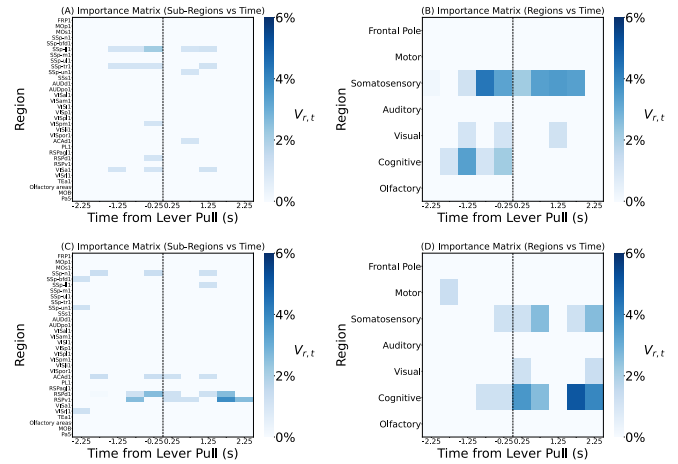 (A) Importance Matrix (Sub-Regions vs Time)
6%
4%
2%
0%
V_{r,t}
Region
FRP1
MOp1
MOs1
SSp-n1
SSp-bfd1
SSp-ll1
SSp-m1
SSp-ul1
SSp-tr1
SSp-un1
SSs1
AUDd1
AUDpo1
VISal1
VISam1
VISl1
VISp1
VISpl1
VISpm1
VISli1
VISpor1
ACAd1
PL1
RSPagl1
RSPd1
RSPv1
VISa1
VISrl1
TEa1
Olfactory areas
MOB
PaS
-2.25 -1.25 -0.25 0.25 1.25 2.25
Time from Lever Pull (s)
(B) Importance Matrix (Regions vs Time)
6%
4%
2%
0%
V_{r,t}
Region
Frontal Pole
Motor
Somatosensory
Auditory
Visual
Cognitive
Olfactory
-2.25 -1.25 -0.25 0.25 1.25 2.25
Time from Lever Pull (s)
(C) Importance Matrix (Sub-Regions vs Time)
6%
4%
2%
0%
V_{r,t}
Region
FRP1
MOp1
MOs1
SSp-n1
SSp-bfd1
SSp-ll1
SSp-m1
SSp-ul1
SSp-tr1
SSp-un1
SSs1
AUDd1
AUDpo1
VISal1
VISam1
VISl1
VISp1
VISpl1
VISpm1
VISli1
VISpor1
ACAd1
PL1
RSPagl1
RSPd1
RSPv1
VISa1
VISrl1
TEa1
Olfactory areas
MOB
PaS
-2.25 -1.25 -0.25 0.25 1.25 2.25
Time from Lever Pull (s)
(D) Importance Matrix (Regions vs Time)
6%
4%
2%
0%
V_{r,t}
Region
Frontal Pole
Motor
Somatosensory
Auditory
Visual
Cognitive
Olfactory
-2.25 -1.25 -0.25 0.25 1.25 2.25
Time from Lever Pull (s)